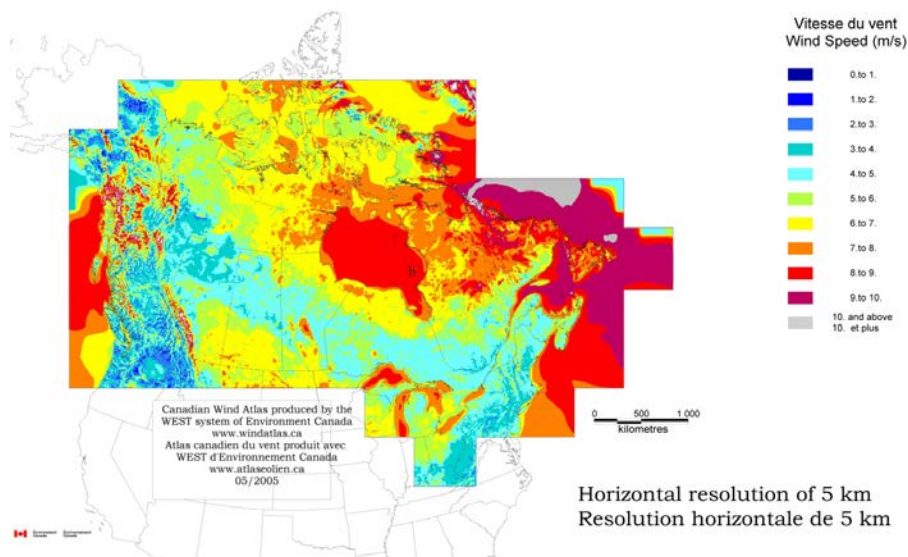 Vitesse du vent
Wind Speed (m/s)
0.to 1.
1.to 2.
2.to 3.
3.to 4.
4.to 5.
5.to 6.
6.to 7.
7.to 8.
8.to 9.
9.to 10.
10. and above
10. et plus
Canadian Wind Atlas produced by the
WEST system of Environment Canada
www.windatlas.ca
Atlas canadien du vent produit avec
WEST d'Environnement Canada
www.atlaseolien.ca
05/2005
0 500 1 000
kilometres
Horizontal resolution of 5 km
Resolution horizontale de 5 km
Environment Environnement
Canada Canada